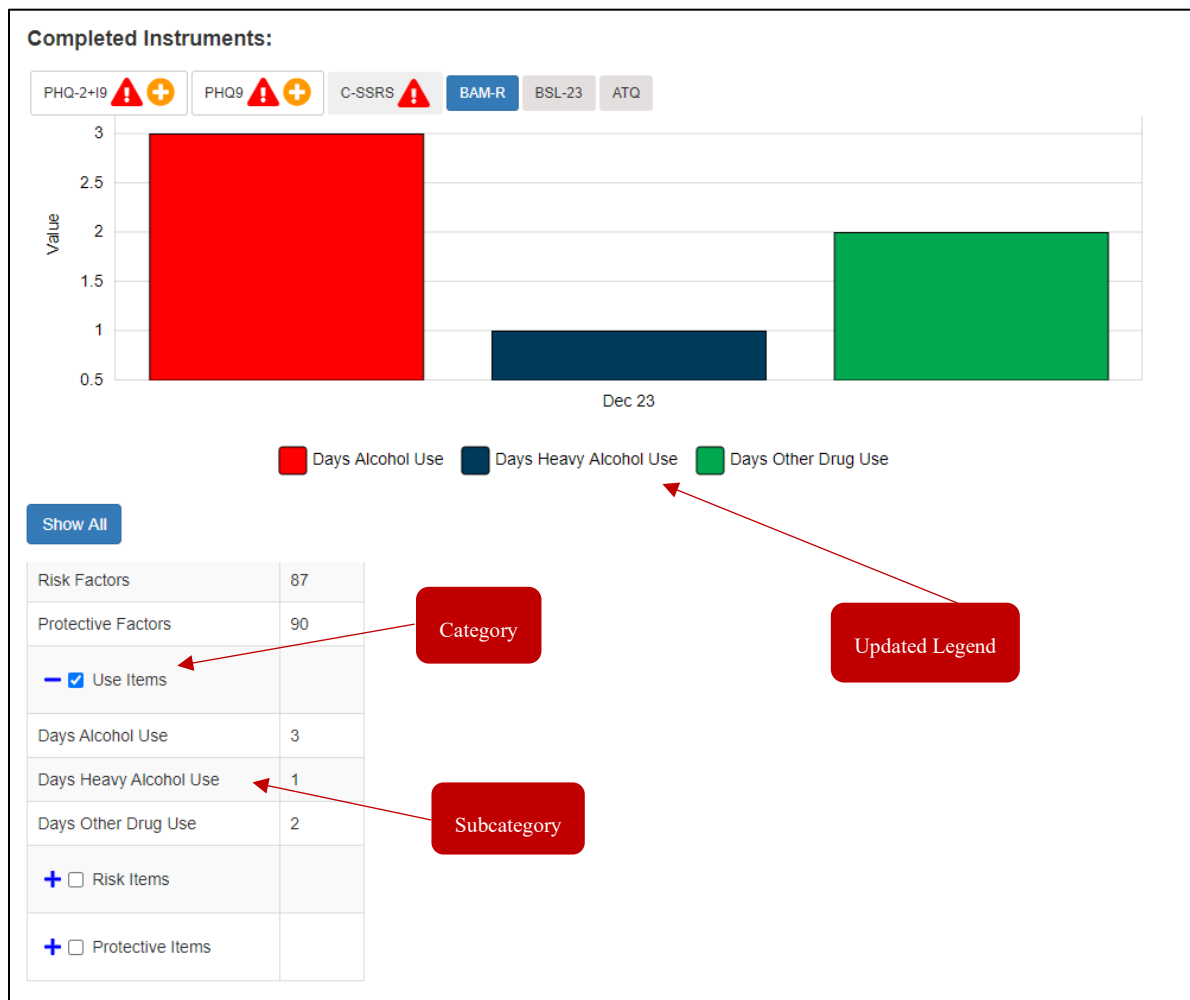 Completed Instruments:
PHQ-2+I9 PHQ9 C-SSRS BAM-R BSL-23 ATQ
3
2.5
2
1.5
1
0.5
Value
Dec 23
Days Alcohol Use Days Heavy Alcohol Use Days Other Drug Use
Show All
Risk Factors 87
Protective Factors 90
Category
Updated Legend
Use Items
Days Alcohol Use 3
Days Heavy Alcohol Use 1
Days Other Drug Use 2
Subcategory
Risk Items
Protective Items